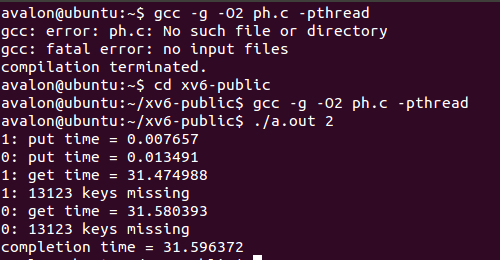 avalon@ubuntu:~$ gcc -g -O2 ph.c -pthread
gcc: error: ph.c: No such file or directory
gcc: fatal error: no input files
compilation terminated.
avalon@ubuntu:~$ cd xv6-public
avalon@ubuntu:~/xv6-public$ gcc -g -O2 ph.c -pthread
avalon@ubuntu:~/xv6-public$ ./a.out 2
1: put time = 0.007657
0: put time = 0.013491
1: get time = 31.474988
1: 13123 keys missing
0: get time = 31.580393
0: 13123 keys missing
completion time = 31.596372